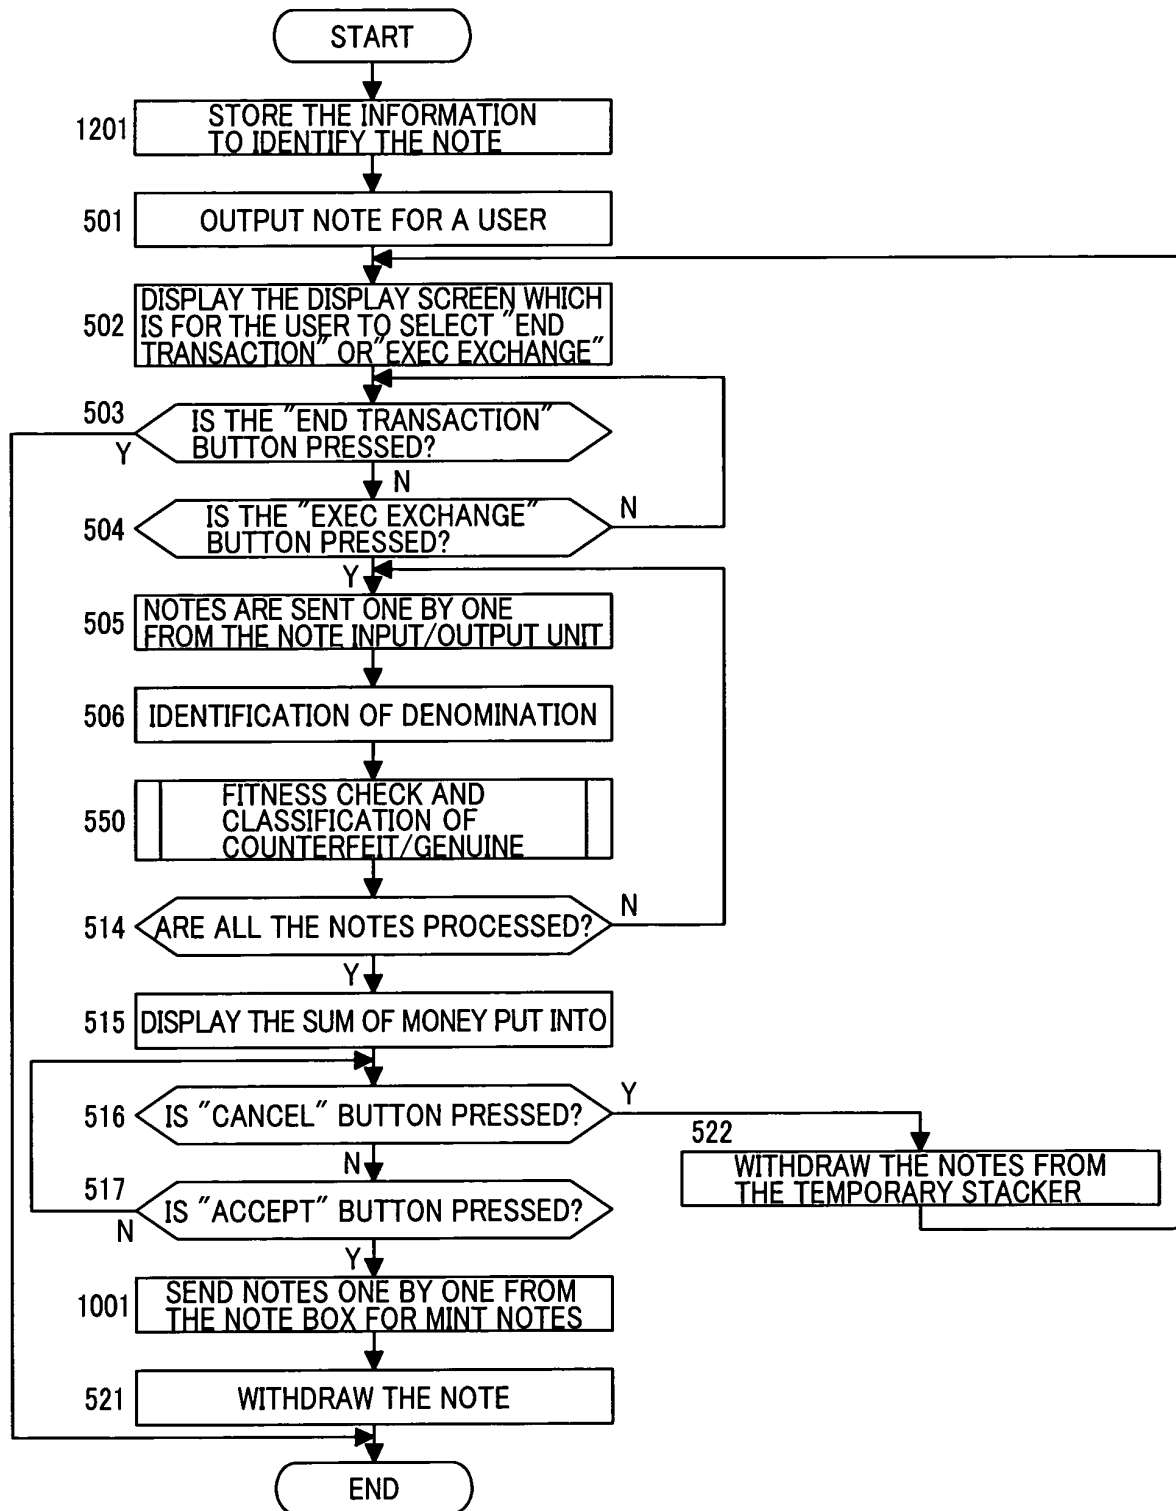 START
1201
STORE THE INFORMATION
TO IDENTIFY THE NOTE
501
OUTPUT NOTE FOR A USER
502
DISPLAY THE DISPLAY SCREEN WHICH
IS FOR THE USER TO SELECT "END
TRANSACTION" OR "EXEC EXCHANGE"
503
IS THE "END TRANSACTION"
BUTTON PRESSED?
Y
N
504
IS THE "EXEC EXCHANGE"
BUTTON PRESSED?
N
Y
505
NOTES ARE SENT ONE BY ONE
FROM THE NOTE INPUT/OUTPUT UNIT
506
IDENTIFICATION OF DENOMINATION
550
FITNESS CHECK AND
CLASSIFICATION OF
COUNTERFEIT/GENUINE
514
ARE ALL THE NOTES PROCESSED?
N
Y
515
DISPLAY THE SUM OF MONEY PUT INTO
516
IS "CANCEL" BUTTON PRESSED?
Y
N
522
WITHDRAW THE NOTES FROM
THE TEMPORARY STACKER
517
IS "ACCEPT" BUTTON PRESSED?
N
Y
1001
SEND NOTES ONE BY ONE FROM
THE NOTE BOX FOR MINT NOTES
521
WITHDRAW THE NOTE
END